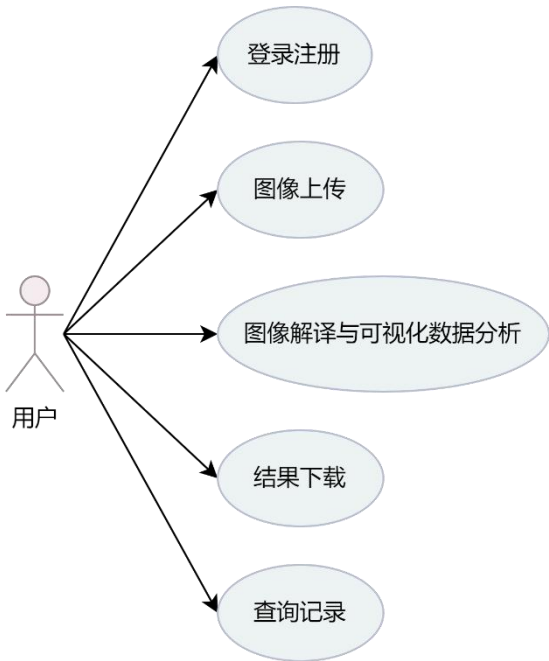 登录注册
图像上传
图像解译与可视化数据分析
用户
结果下载
查询记录